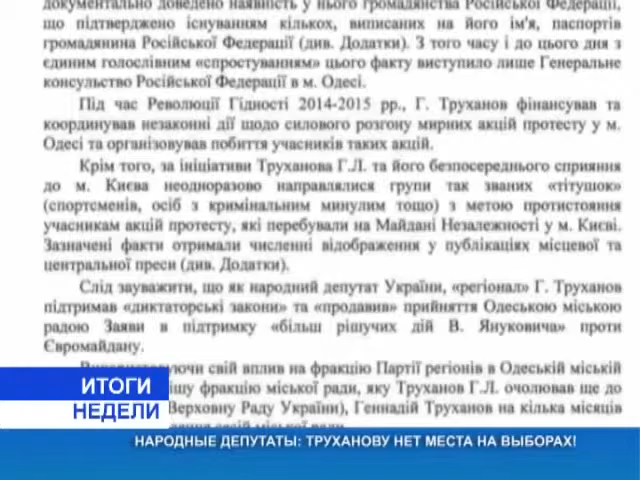 документально доведено наявність у нього громадянства Російської Федерації,
що підтверджено існуванням кількох, виписаних на його ім'я, паспортів
громадянина Російської Федерації (див. Додатки). З того часу і до цього дня з
єдиним голослівним «спростуванням» цього факту виступило лише Генеральне
консульство Російської Федерації в м. Одесі.
Під час Революції Гідності 2014-2015 рр., Г. Труханов фінансував та
координував незаконні дії щодо силового розгону мирних акцій протесту у м.
Одесі та організовував побиття учасників таких акцій.
Крім того, за ініціативи Труханова Г.Л. та його безпосереднього сприяння
до м. Києва неодноразово направлялися групи так званих «тітушок»
(спортсменів, осіб з кримінальним минулим тощо) з метою протистояння
учасникам акцій протесту, які перебували на Майдані Незалежності у м. Києві.
Зазначені факти отримали численні відображення у публікаціях місцевої та
центральної преси (див. Додатки).
Слід зауважити, що як народний депутат України, «регіонал» Г. Труханов
підтримав «диктаторські закони» та «продавив» прийняття Одеською міською
радою Заяви в підтримку «більш рішучих дій В. Януковича» проти
Євромайдану.
свій вплив на фракцію Партії регіонів в Одеській міській
фракцію міської ради, яку Труханов Г.Л. очолював ще до
Верховну Раду України), Геннадій Труханов на кілька місяців
ИТОГИ
НЕДЕЛИ
НАРОДНЫЕ ДЕПУТАТЫ: ТРУХАНОВУ НЕТ МЕСТА НА ВЫБОРАХ!